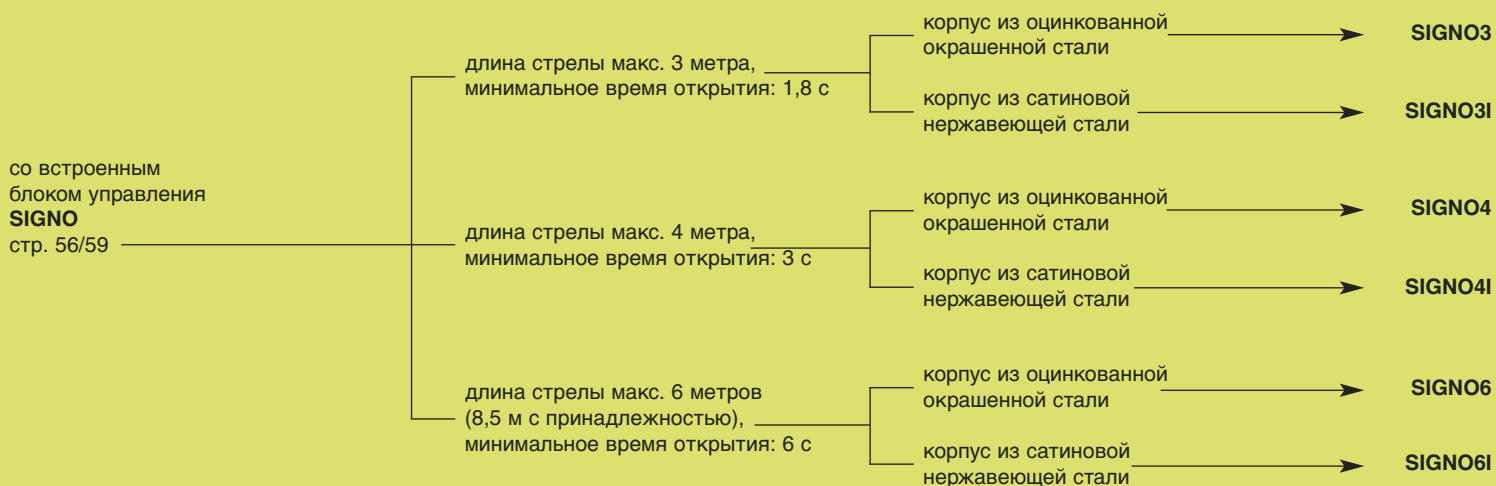 со встроенным
блоком управления
SIGNO
стр. 56/59
длина стрелы макс. 3 метра,
минимальное время открытия: 1,8 с
корпус из оцинкованной
окрашенной стали
SIGNO3
корпус из сатиновой
нержавеющей стали
SIGNO3I
длина стрелы макс. 4 метра,
минимальное время открытия: 3 с
корпус из оцинкованной
окрашенной стали
SIGNO4
корпус из сатиновой
нержавеющей стали
SIGNO4I
длина стрелы макс. 6 метров
(8,5 м с принадлежностью),
минимальное время открытия: 6 с
корпус из оцинкованной
окрашенной стали
SIGNO6
корпус из сатиновой
нержавеющей стали
SIGNO6I